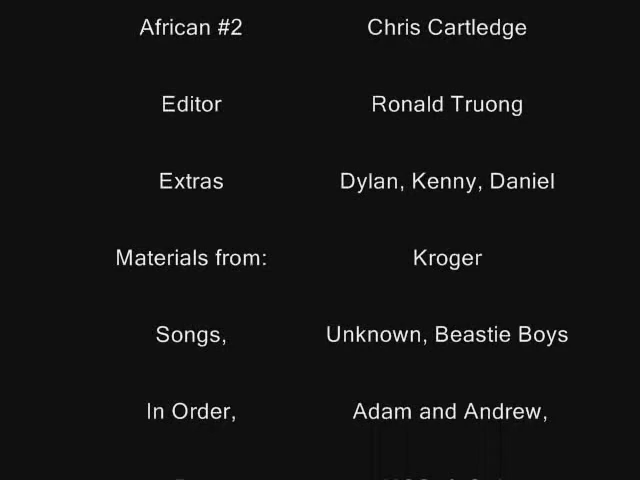 African #2 Chris Cartledge
Editor Ronald Truong
Extras Dylan, Kenny, Daniel
Materials from: Kroger
Songs, Unknown, Beastie Boys
In Order, Adam and Andrew,